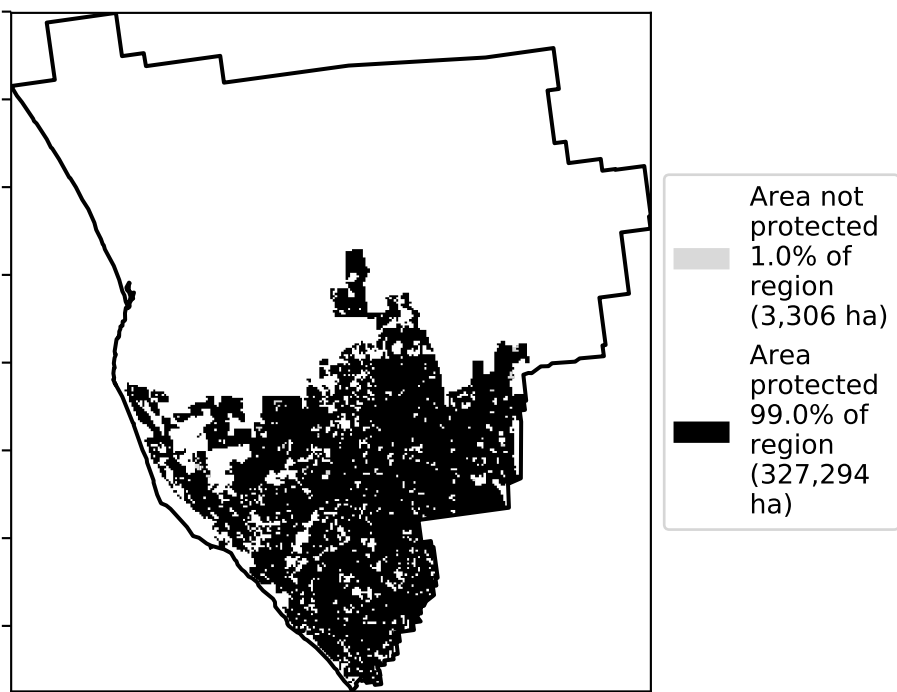 Area not
protected
1.0% of
region
(3,306 ha)
Area
protected
99.0% of
region
(327,294
ha)